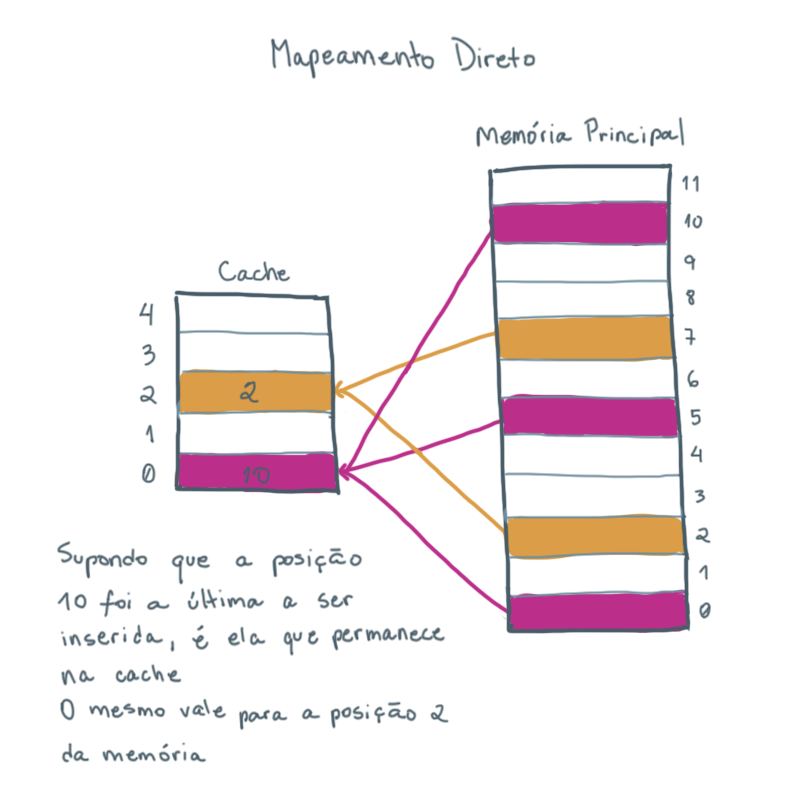 Mapeamento Direto
Memória Principal
11
10
9
8
7
6
5
4
3
2
1
0
Cache
4
3
2
1
0
2
10
Supondo que a posição
10 foi a última a ser
inserida, é ela que permanece
na cache
O mesmo vale para a posição 2
da memória